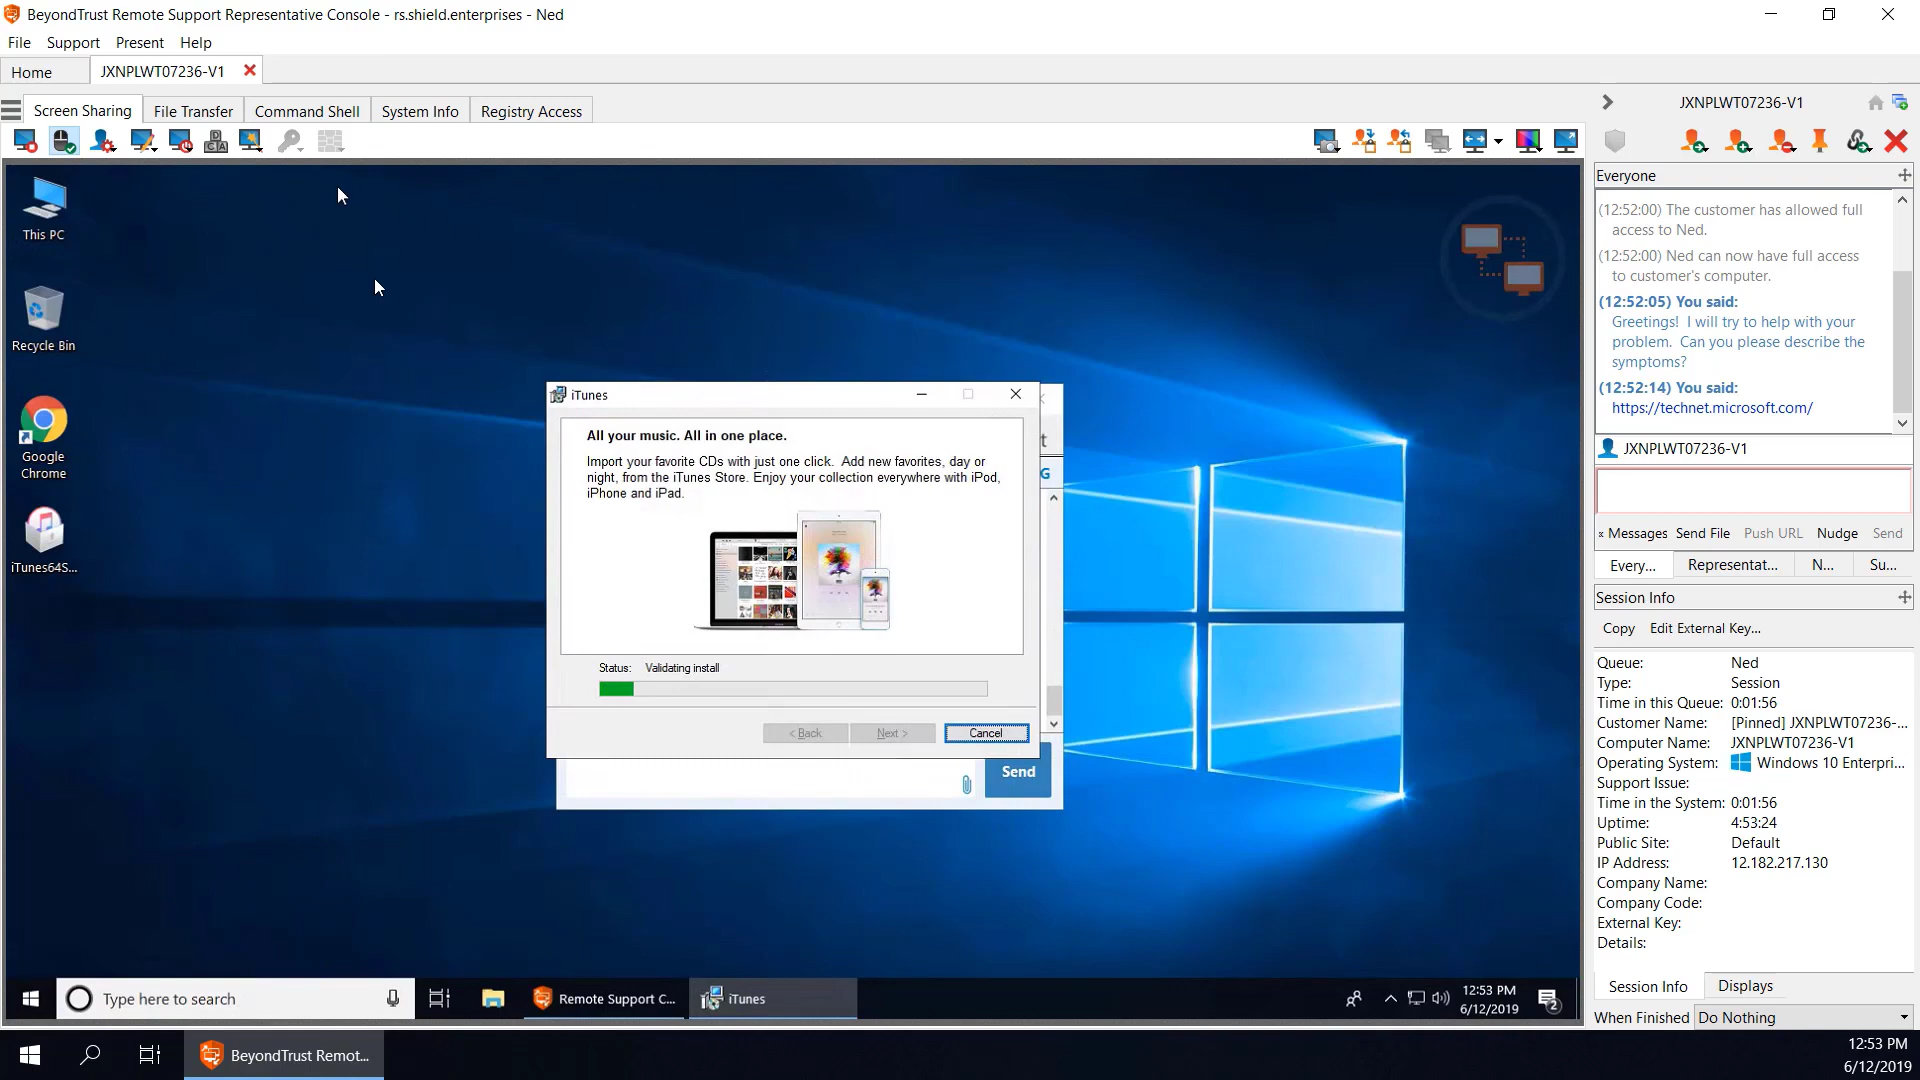 BeyondTrust Remote Support Representative Console - rs.shield.enterprises - Ned
File Support Present Help
Home JXNPLWT07236-V1
Screen Sharing File Transfer Command Shell System Info Registry Access
JXNPLWT07236-V1
Everyone
(12:52:00) The customer has allowed full
access to Ned.
(12:52:00) Ned can now have full access
to customer's computer.
(12:52:05) You said:
Greetings! I will try to help with your
problem. Can you please describe the
symptoms?
(12:52:14) You said:
https://technet.microsoft.com/
JXNPLWT07236-V1
Messages Send File Push URL Nudge Send
Every... Representat... N... Su...
Session Info
Copy Edit External Key...
Queue: Ned
Type: Session
Time in this Queue: 0:01:56
Customer Name: [Pinned] JXNPLWT07236-...
Computer Name: JXNPLWT07236-V1
Operating System: Windows 10 Enterpri...
Support Issue:
Time in the System: 0:01:56
Uptime: 4:53:24
Public Site: Default
IP Address: 12.182.217.130
Company Name:
Company Code:
External Key:
Details:
Session Info Displays
When Finished Do Nothing
This PC
Recycle Bin
Google
Chrome
iTunes64S...
iTunes
All your music. All in one place.
Import your favorite CDs with just one click. Add new favorites, day or
night, from the iTunes Store. Enjoy your collection everywhere with iPod,
iPhone and iPad.
Status: Validating install
< Back Next > Cancel
t
G
Send
Type here to search
Remote Support C...
iTunes
12:53 PM
6/12/2019
2
BeyondTrust Remot...
12:53 PM
6/12/2019